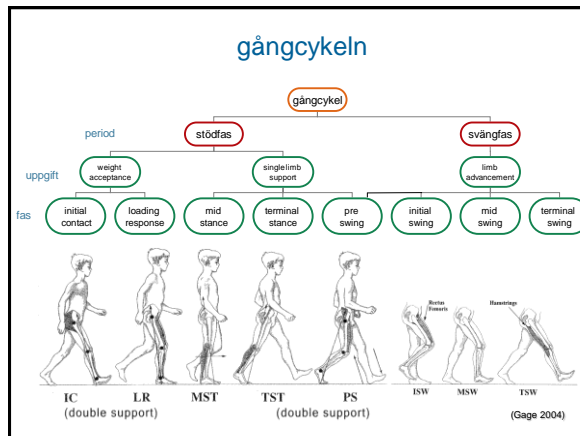 gångcykeln
gångcykel
period
stödfas
svängfas
uppgift
weight
acceptance
single limb
support
limb
advancement
fas
initial
contact
loading
response
mid
stance
terminal
stance
pre
swing
initial
swing
mid
swing
terminal
swing
Rectus
Femoris
Hamstrings
IC
LR
MST
TST
PS
ISW
MSW
TSW
(double support)
(double support)
(Gage 2004)